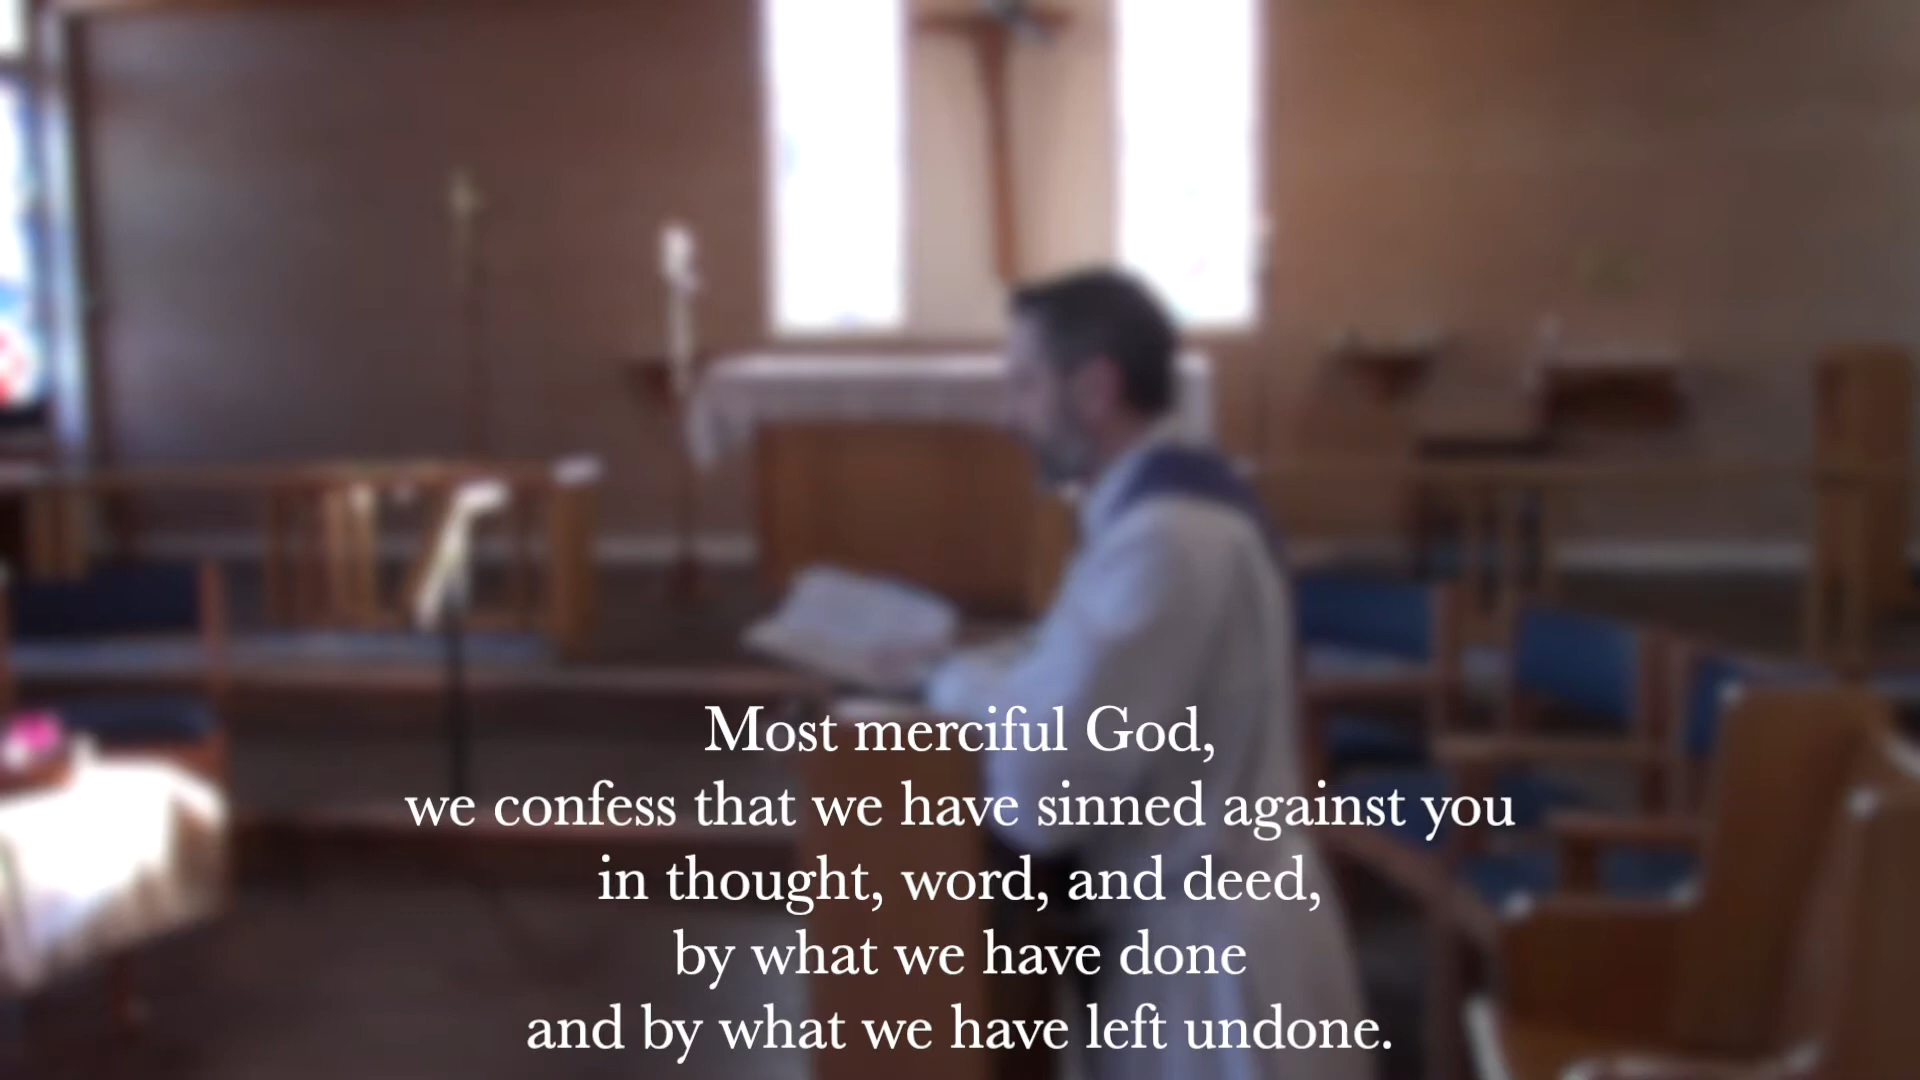 Most merciful God,
we confess that we have sinned against you
in thought, word, and deed,
by what we have done
and by what we have left undone.